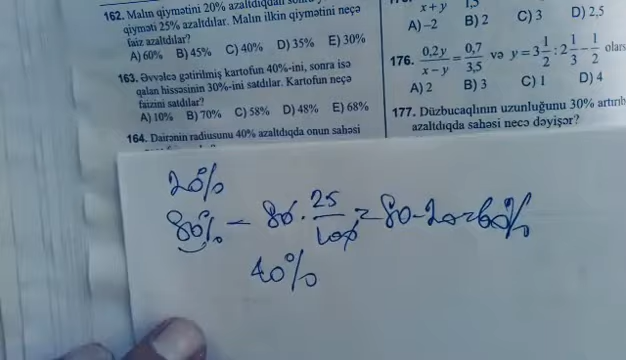 162. Malın qiymətini 20% azaltdıqdan
qiyməti 25% azaltdılar. Malın ilkin qiymətini neçə
faiz azaltdılar?
A) 60% B) 45% C) 40% D) 35% E) 30%
163. Əvvəlcə gətirilmiş kartofun 40%-ini, sonra isə
qalan hissəsinin 30%-ini satdılar. Kartofun neçə
faizini satdılar?
A) 10% B) 70% C) 58% D) 48% E) 68%
164. Dairənin radiusunu 40% azaltdıqda onun sahəsi
x+y 1,5
A) -2 B) 2 C) 3 D) 2,5
176. 0,2y/x-y = 0,7/3,5 və y = 3 1/2 : 2 1/3 - 1/2 olars
A) 2 B) 3 C) 1 D) 4
177. Düzbucaqlının uzunluğunu 30% artırıb
azaltdıqda sahəsi necə dəyişər?
20%
80% - 80 · 25/100 = 80-20=60%
40%